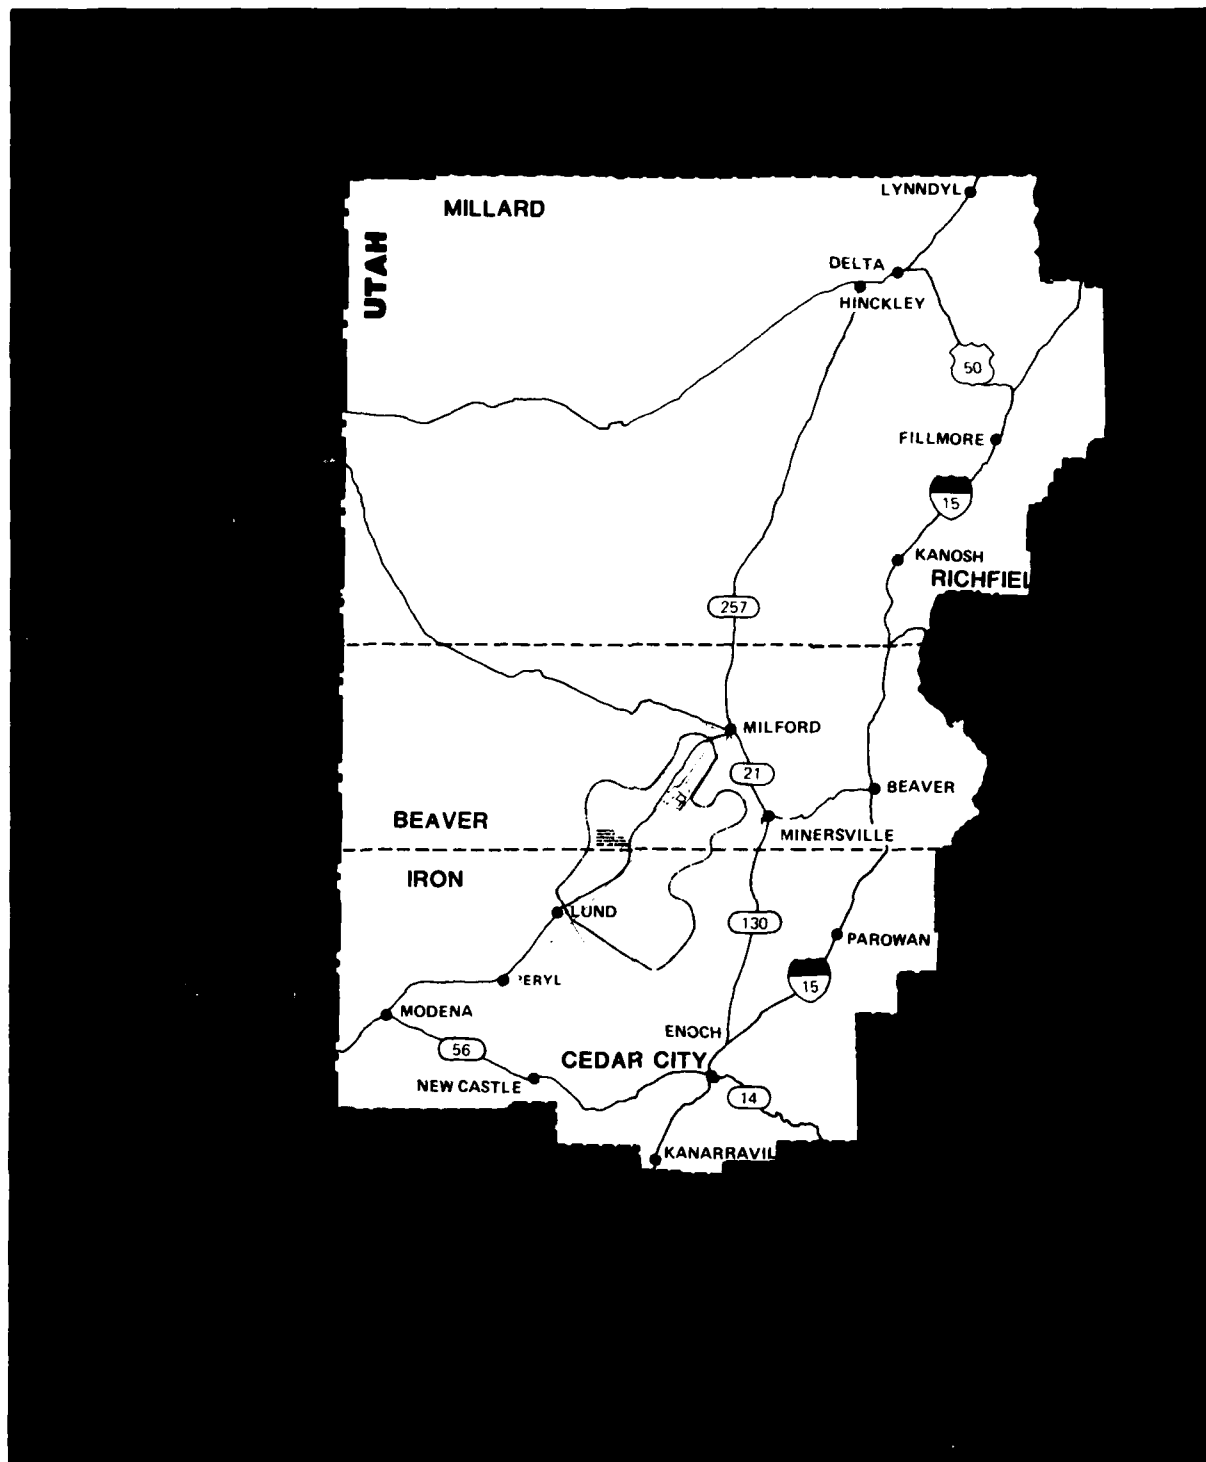 LYNNDYL
MILLARD
UTAH
DELTA
HINCKLEY
50
FILLMORE
15
KANOSH
RICHFIEL
257
MILFORD
21
BEAVER
BEAVER
MINERSVILLE
IRON
LUND
130
PAROWAN
ERYL
15
MODENA
ENOCH
56
CEDAR CITY
NEW CASTLE
14
KANARRAVIL